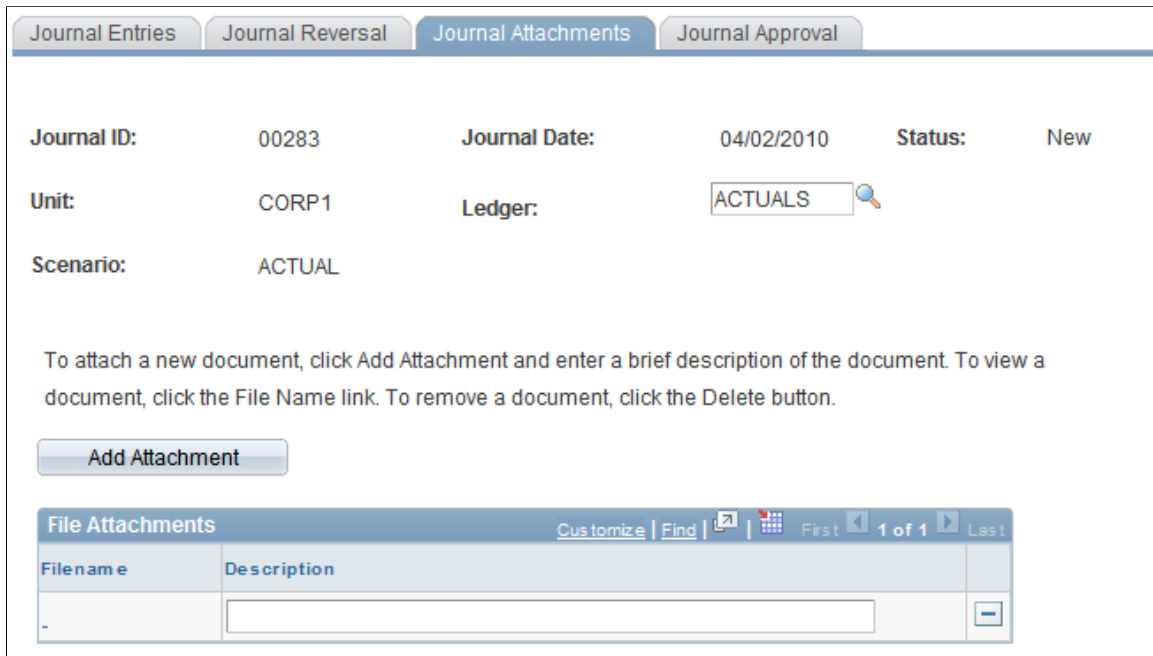 Journal Entries Journal Reversal Journal Attachments Journal Approval
Journal ID: 00283 Journal Date: 04/02/2010 Status: New
Unit: CORP1 Ledger: ACTUALS
Scenario: ACTUAL
To attach a new document, click Add Attachment and enter a brief description of the document. To view a
document, click the File Name link. To remove a document, click the Delete button.
Add Attachment
File Attachments Customize | Find | | First 1 of 1 Last
Filename Description
-